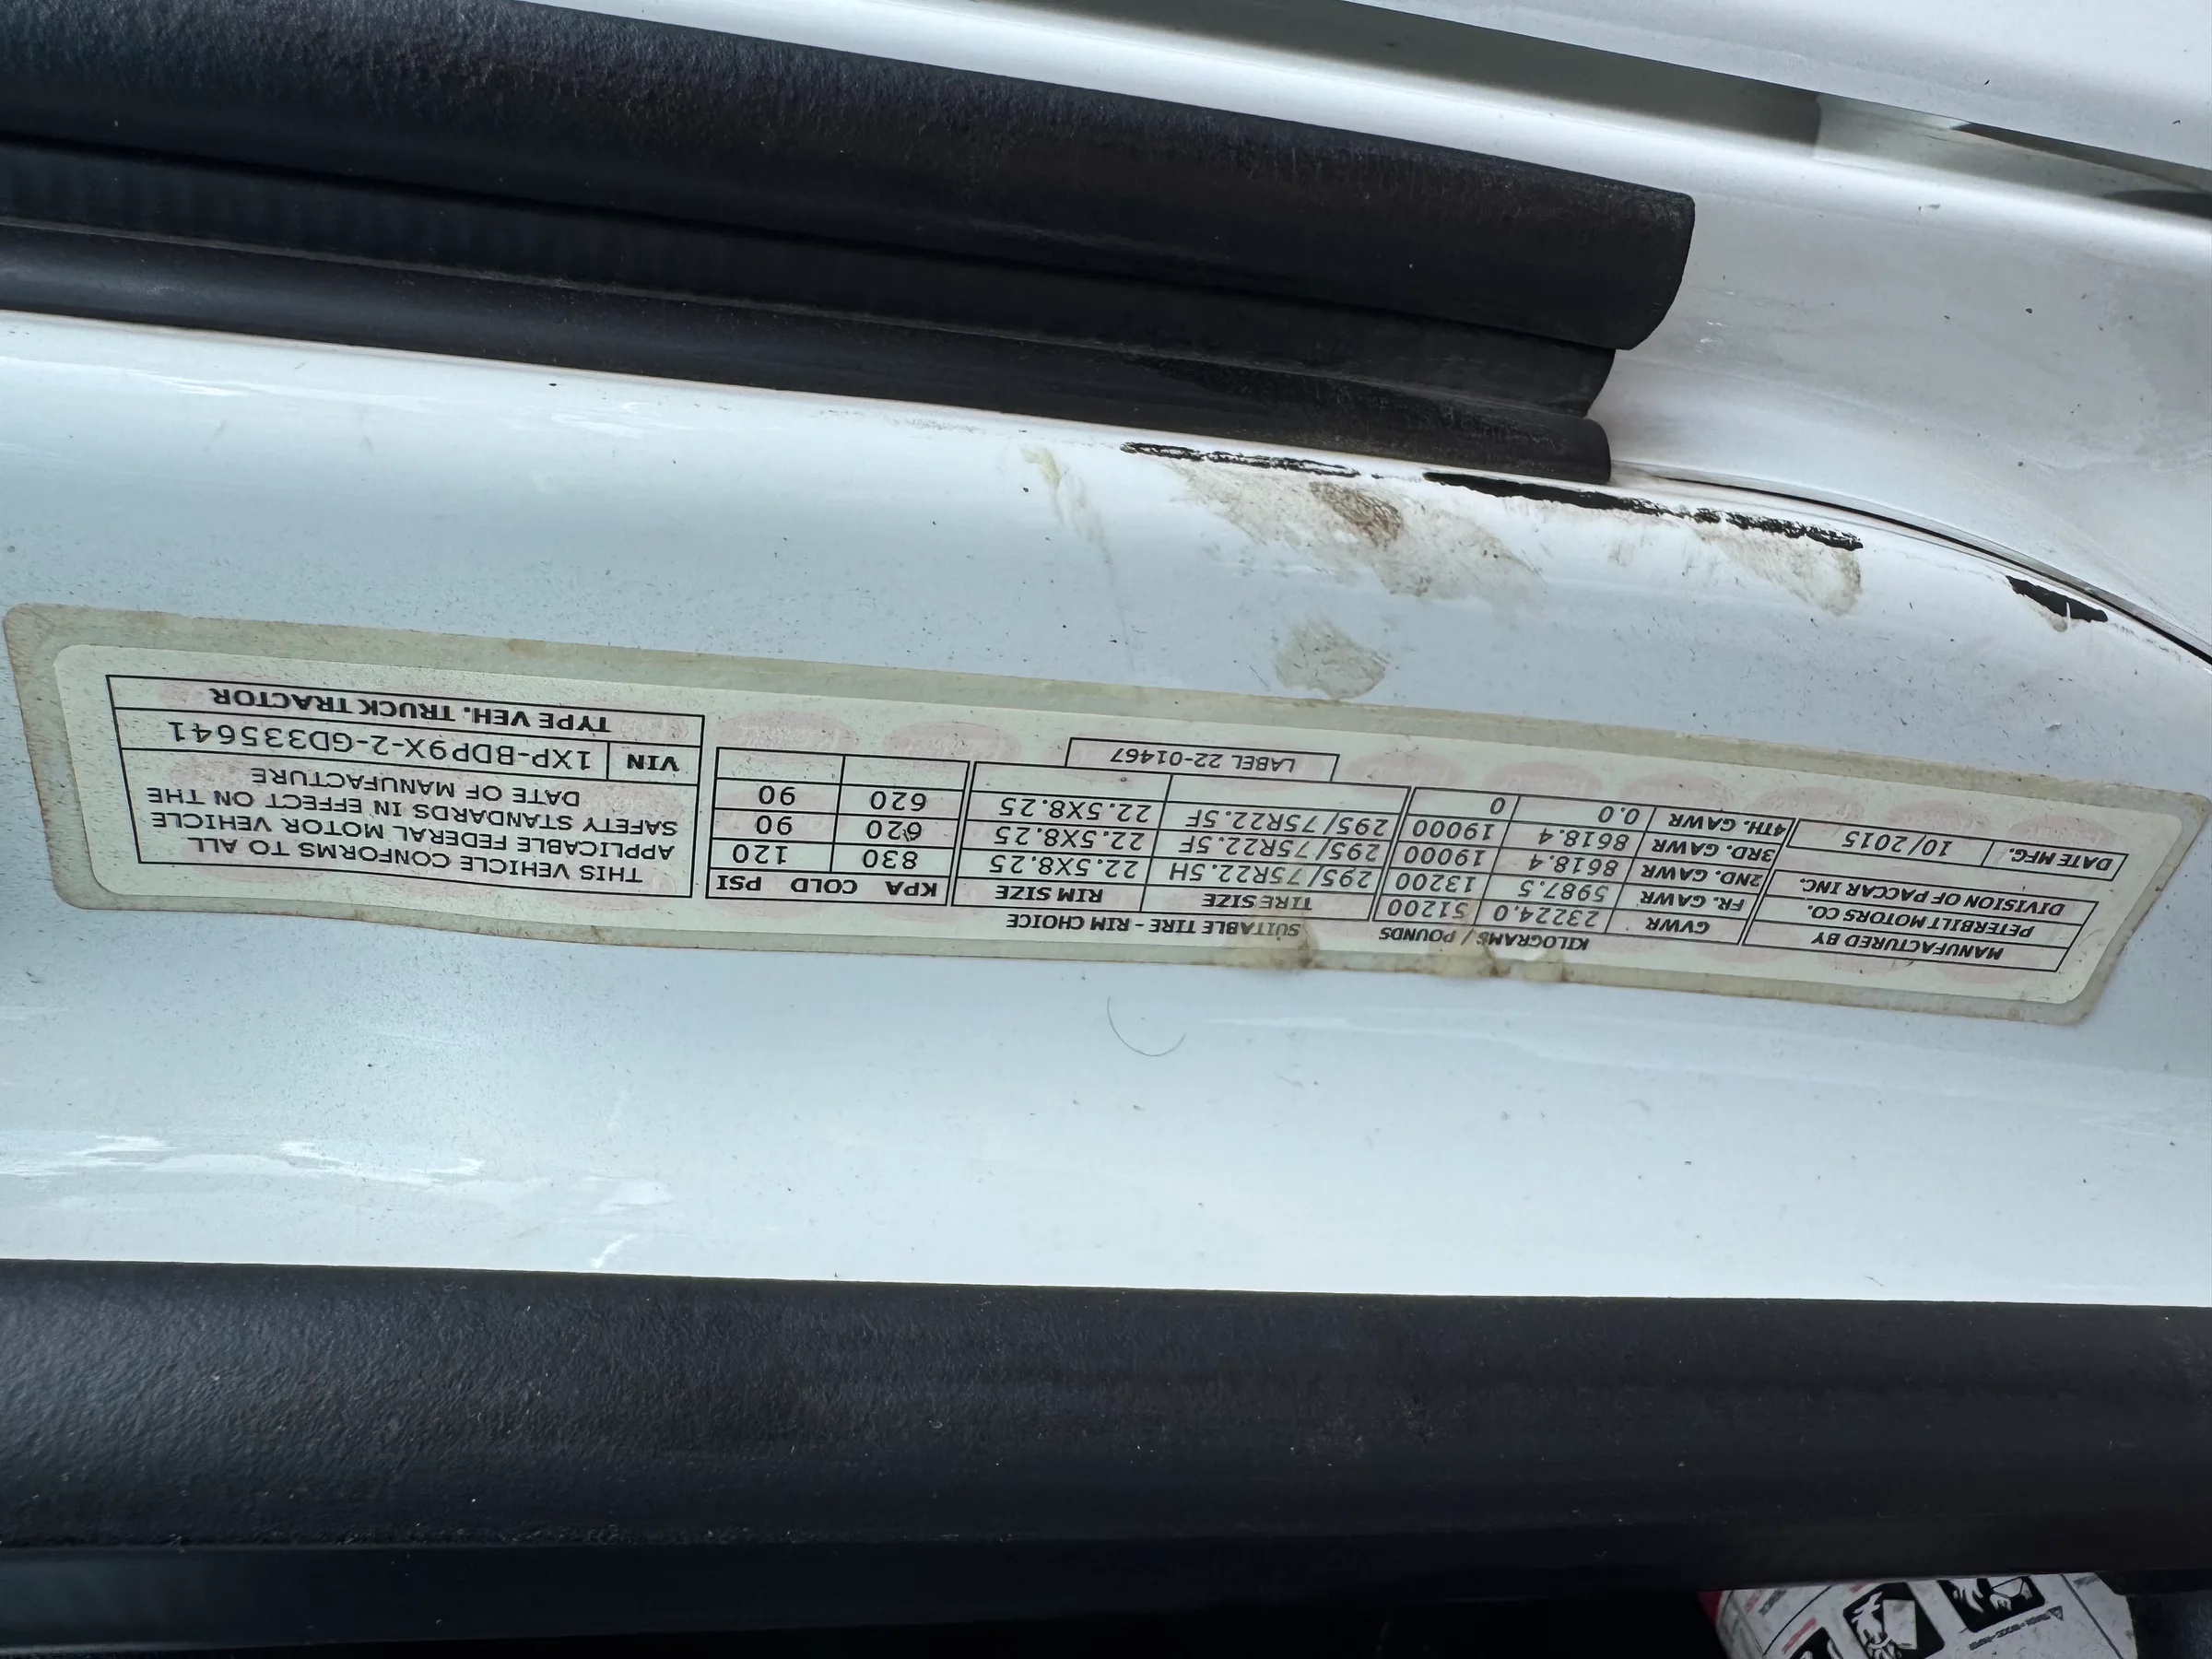 MANUFACTURED BY
PETERBILT MOTORS CO.
DIVISION OF PACCAR INC.
DATE MFG. 10/2015
KILOGRAMS / POUNDS
GVWR 23224.0 51200
FR. GAWR 5987.5 13200
2ND. GAWR 8618.4 19000
3RD. GAWR 8618.4 19000
4TH. GAWR 0.0 0
SUITABLE TIRE - RIM CHOICE
TIRE SIZE RIM SIZE KPA COLD PSI
295/75R22.5H 22.5X8.25 830 120
295/75R22.5F 22.5X8.25 620 90
295/75R22.5F 22.5X8.25 620 90
LABEL 22-01467
THIS VEHICLE CONFORMS TO ALL
APPLICABLE FEDERAL MOTOR VEHICLE
SAFETY STANDARDS IN EFFECT ON THE
DATE OF MANUFACTURE
VIN 1XP-BDP9X-2-GD335641
TYPE VEH. TRUCK TRACTOR